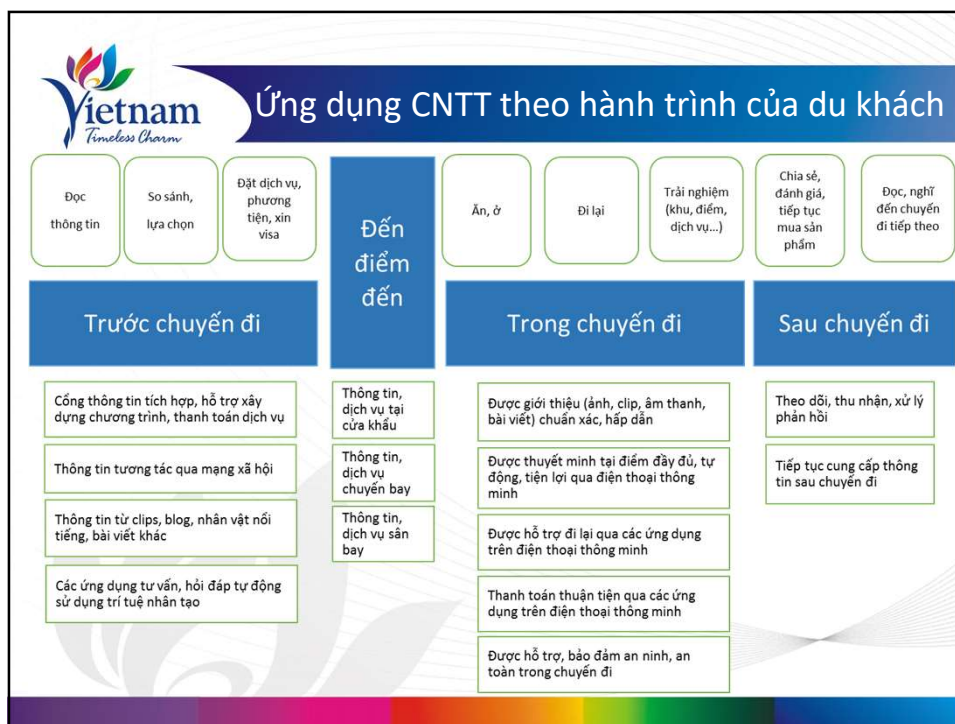 Vietnam
Timeless Charm
Ứng dụng CNTT theo hành trình của du khách
Đọc
thông tin
So sánh,
lựa chọn
Đặt dịch vụ,
phương
tiện, xin
visa
Đến
điểm
đến
Ăn, ở
Đi lại
Trải nghiệm
(khu, điểm,
dịch vụ...)
Chia sẻ,
đánh giá,
tiếp tục
mua sản
phẩm
Đọc, nghĩ
đến chuyến
đi tiếp theo
Trước chuyến đi
Trong chuyến đi
Sau chuyến đi
Cổng thông tin tích hợp, hỗ trợ xây
dựng chương trình, thanh toán dịch vụ
Thông tin tương tác qua mạng xã hội
Thông tin từ clips, blog, nhân vật nổi
tiếng, bài viết khác
Các ứng dụng tư vấn, hỏi đáp tự động
sử dụng trí tuệ nhân tạo
Thông tin,
dịch vụ tại
cửa khẩu
Thông tin,
dịch vụ
chuyến bay
Thông tin,
dịch vụ sân
bay
Được giới thiệu (ảnh, clip, âm thanh,
bài viết) chuẩn xác, hấp dẫn
Được thuyết minh tại điểm đầy đủ, tự
động, tiện lợi qua điện thoại thông
minh
Được hỗ trợ đi lại qua các ứng dụng
trên điện thoại thông minh
Thanh toán thuận tiện qua các ứng
dụng trên điện thoại thông minh
Được hỗ trợ, bảo đảm an ninh, an
toàn trong chuyến đi
Theo dõi, thu nhận, xử lý
phản hồi
Tiếp tục cung cấp thông
tin sau chuyến đi